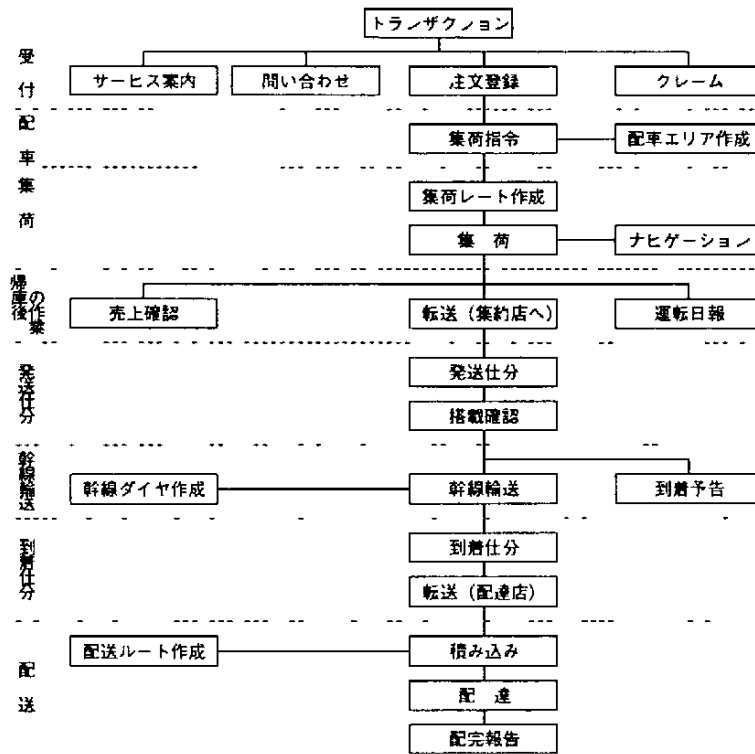 トランザクノョン
受付
サービス案内
問い合わせ
注文登録
クレーム
配車
集荷指令
配車エリア作成
集荷
集荷レート作成
集 荷
ナヒゲーション
帰庫後の作業
売上確認
転送（集約店へ）
運転日報
発送仕分
発送仕分
搭載確認
幹線輸送
幹線ダイヤ作成
幹線輸送
到着予告
到着仕分
到着仕分
転送（配達店）
配送
配送ルート作成
積み込み
配 達
配完報告